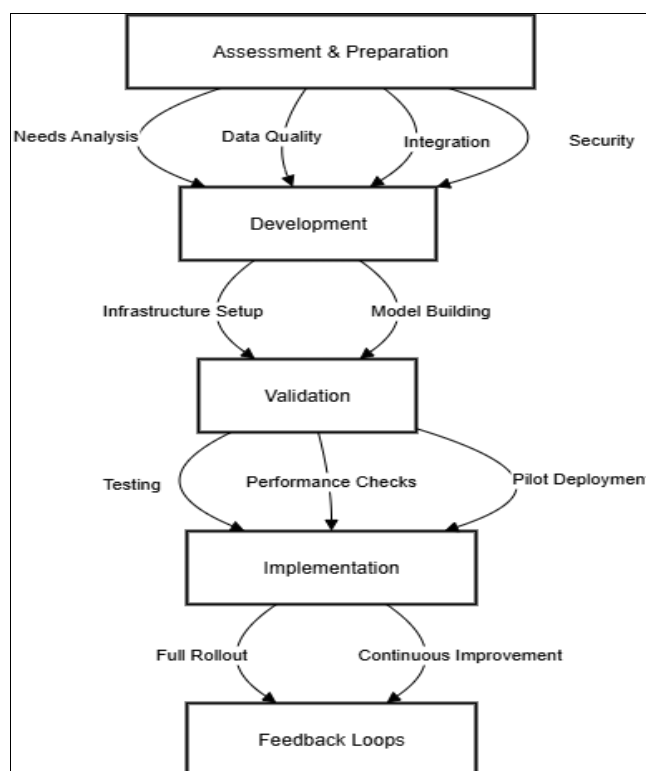 Assessment & Preparation
Needs Analysis
Data Quality
Integration
Security
Development
Infrastructure Setup
Model Building
Validation
Testing
Performance Checks
Pilot Deployment
Implementation
Full Rollout
Continuous Improvement
Feedback Loops